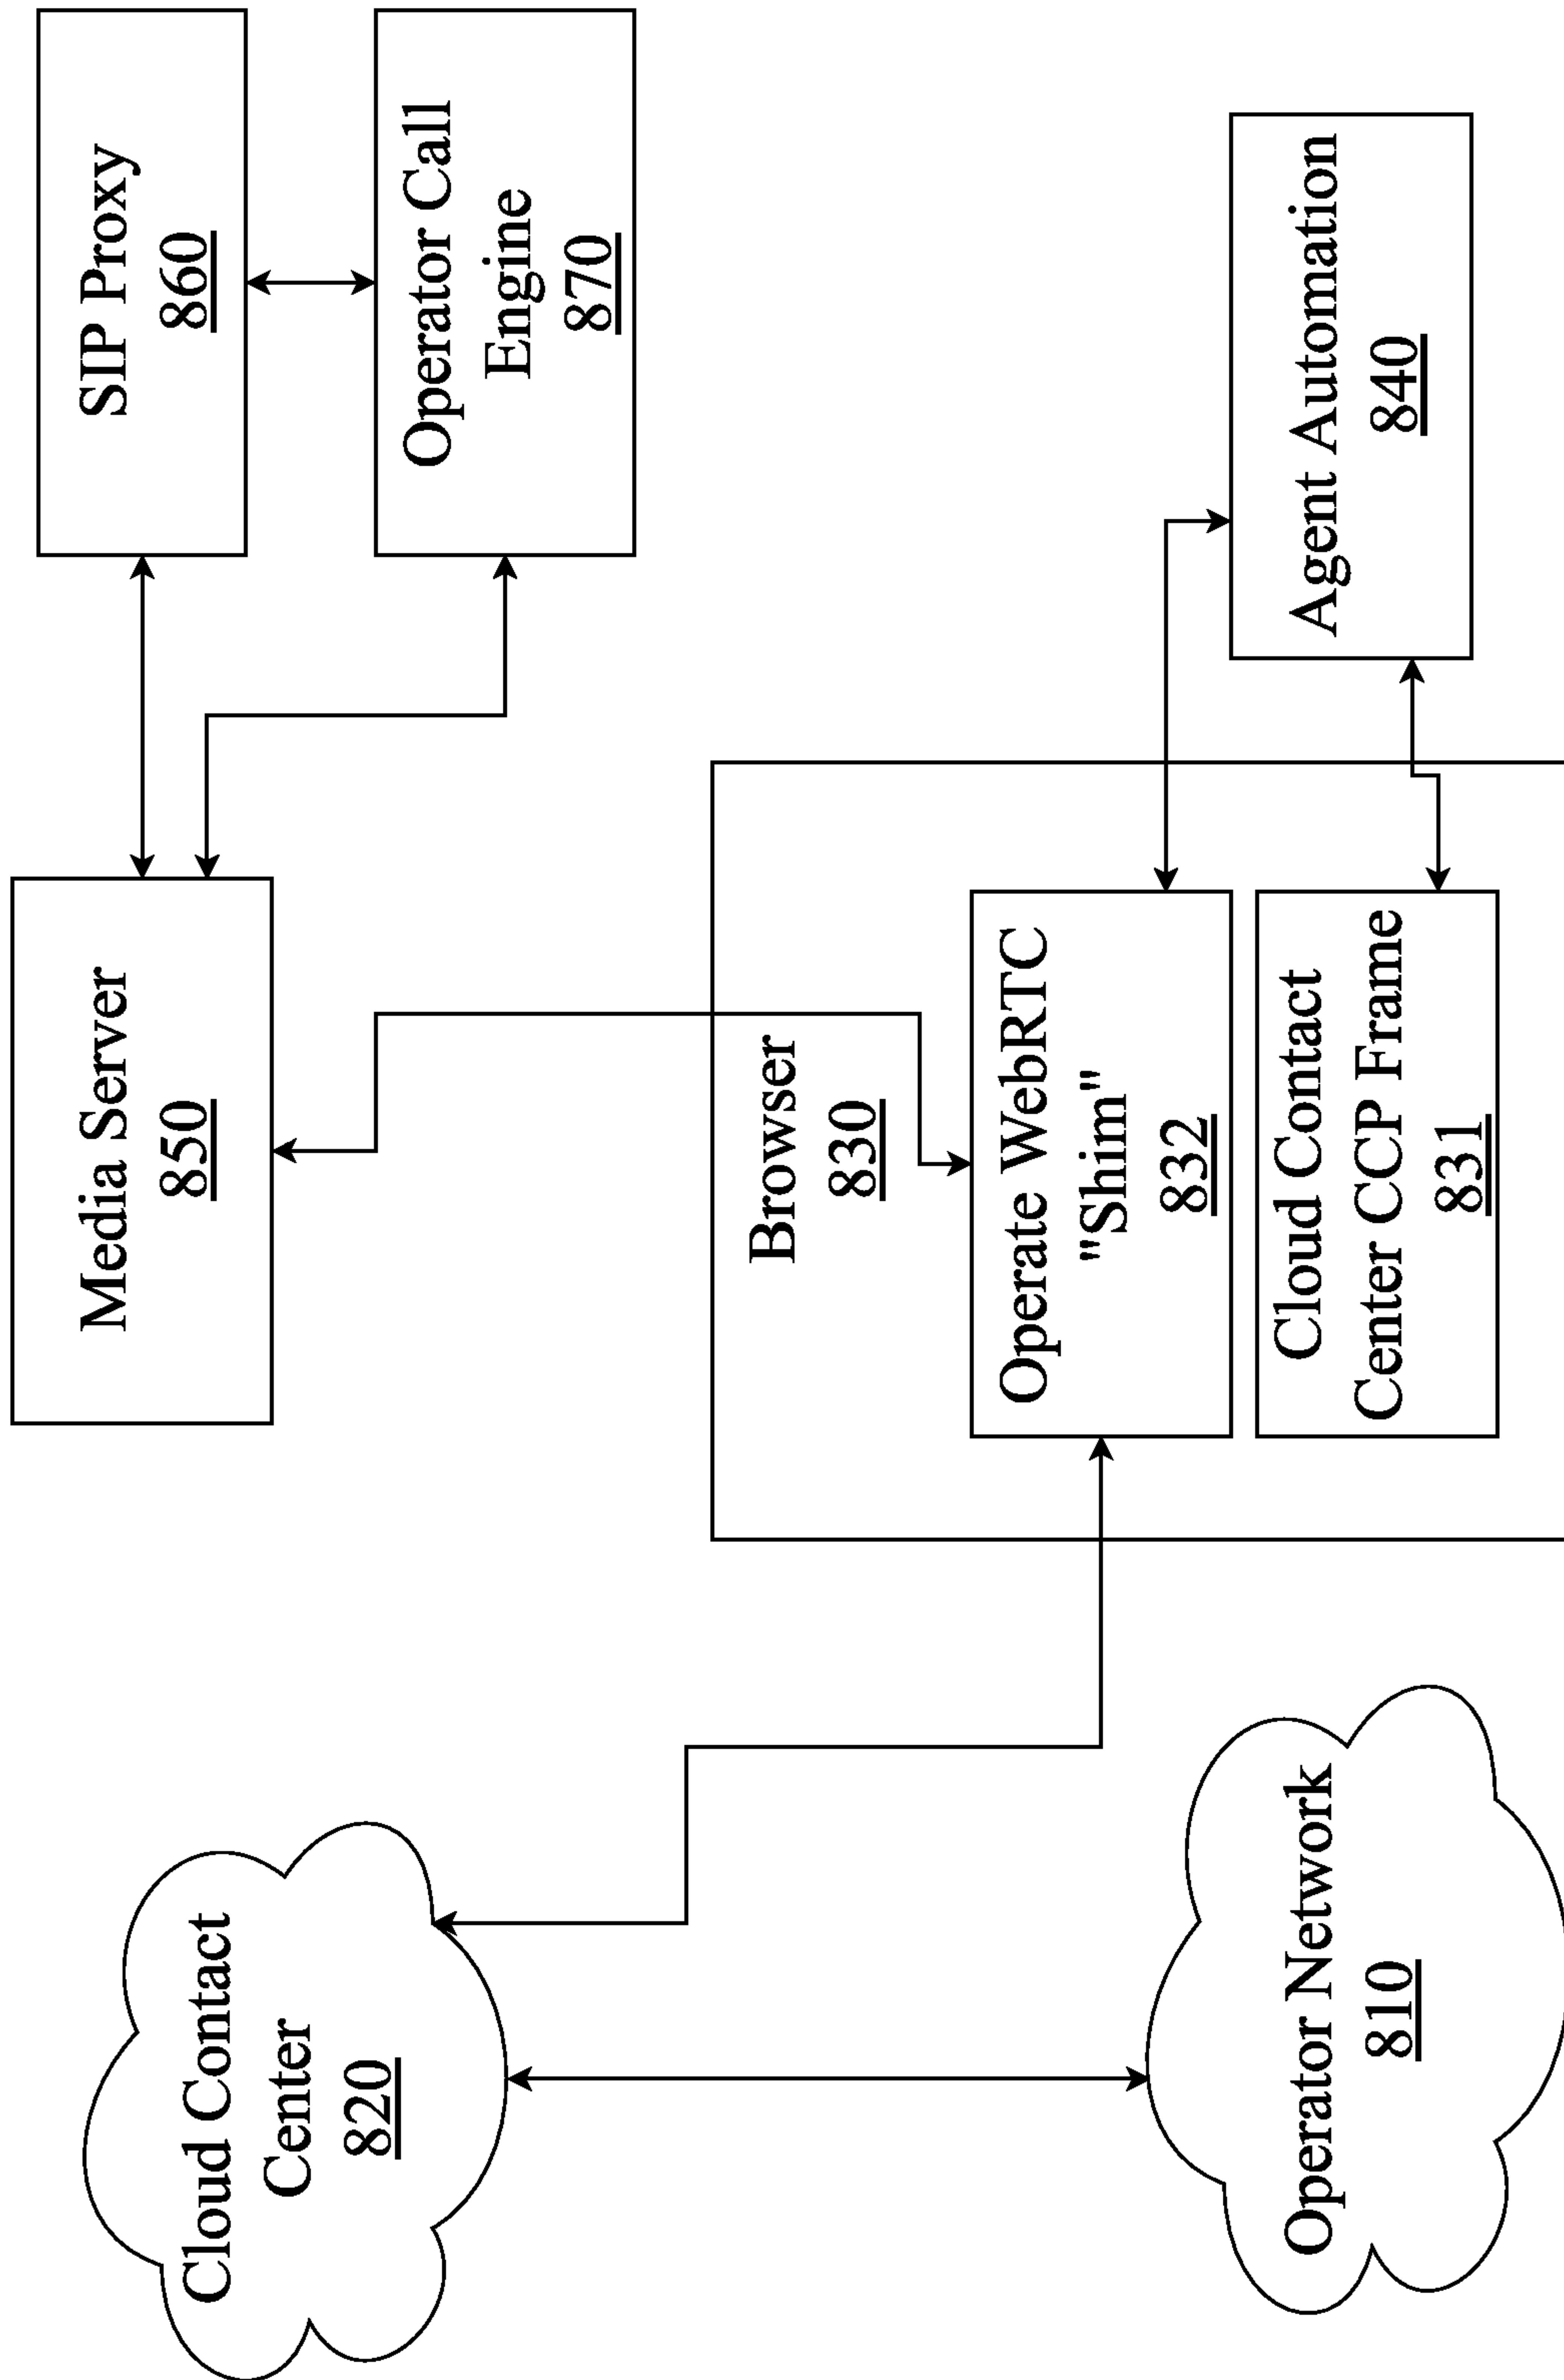 Cloud Contact
Center
820
Media Server
850
SIP Proxy
860
Operator Call
Engine
870
Browser
830
Operate WebRTC
"Shim"
832
Cloud Contact
Center CCP Frame
831
Agent Automation
840
Operator Network
810